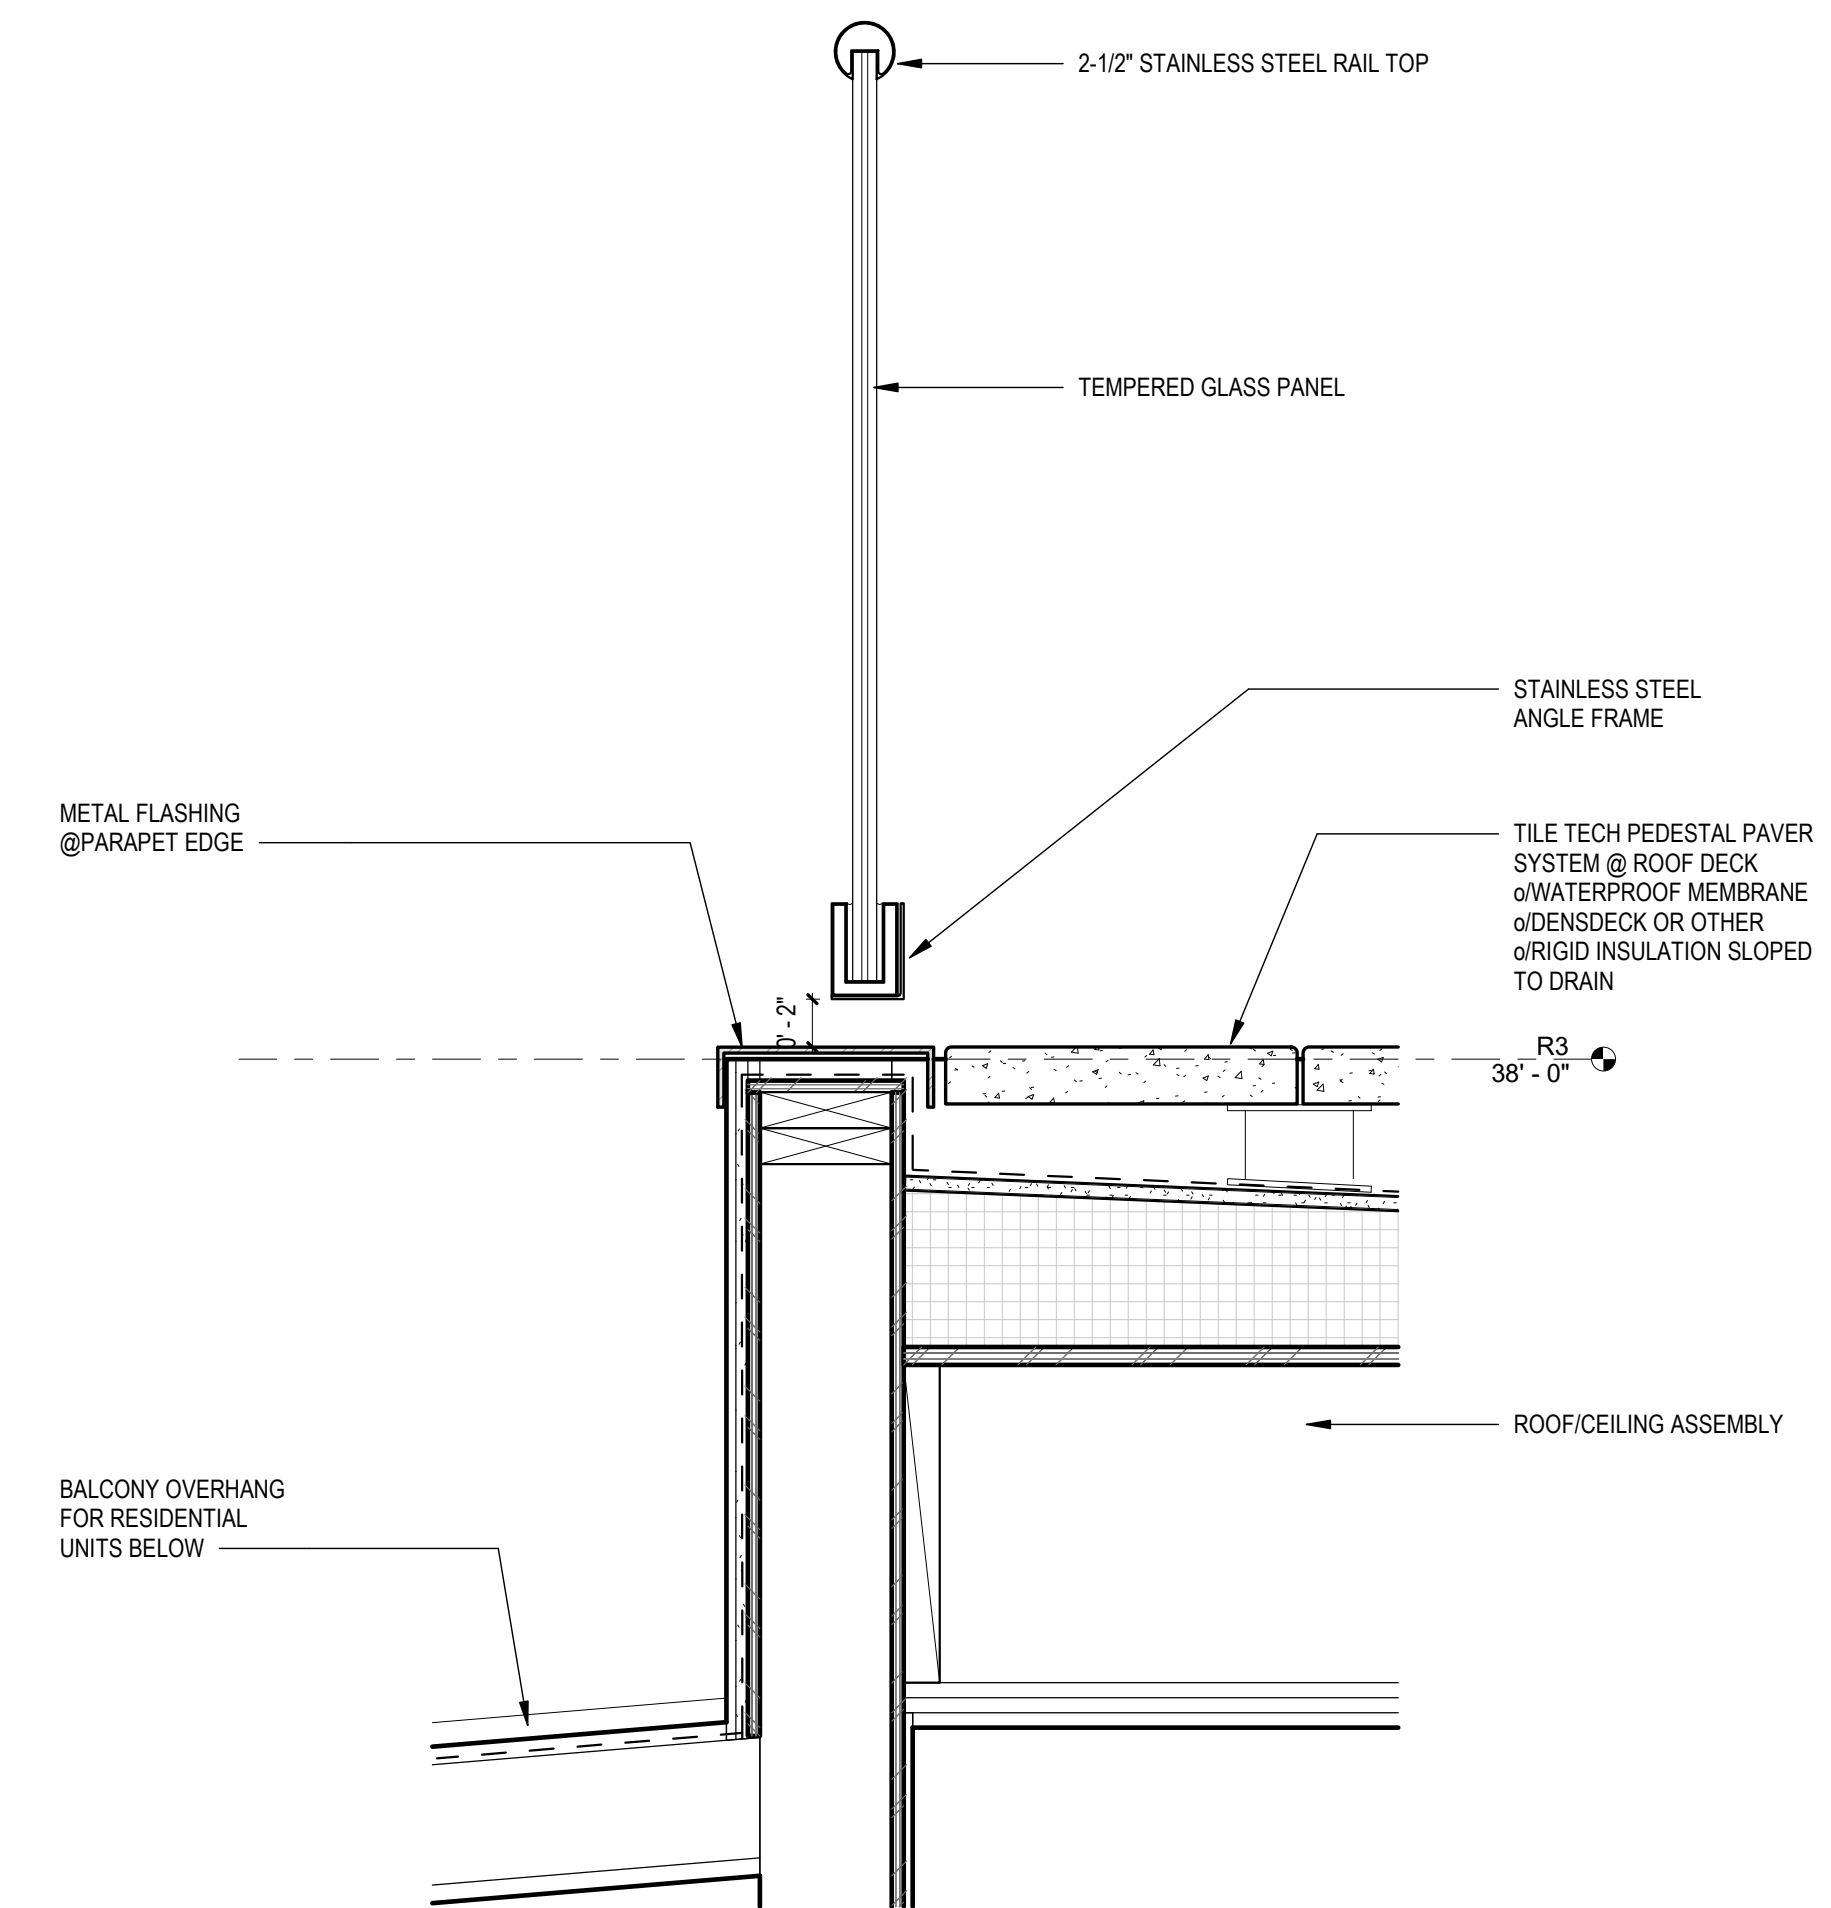 2-1/2" STAINLESS STEEL RAIL TOP
TEMPERED GLASS PANEL
STAINLESS STEEL
ANGLE FRAME
METAL FLASHING
@PARAPET EDGE
TILE TECH PEDESTAL PAVER
SYSTEM @ ROOF DECK
o/WATERPROOF MEMBRANE
o/DENSDECK OR OTHER
o/RIGID INSULATION SLOPED
TO DRAIN
0' - 2"
R3
38' - 0"
ROOF/CEILING ASSEMBLY
BALCONY OVERHANG
FOR RESIDENTIAL
UNITS BELOW